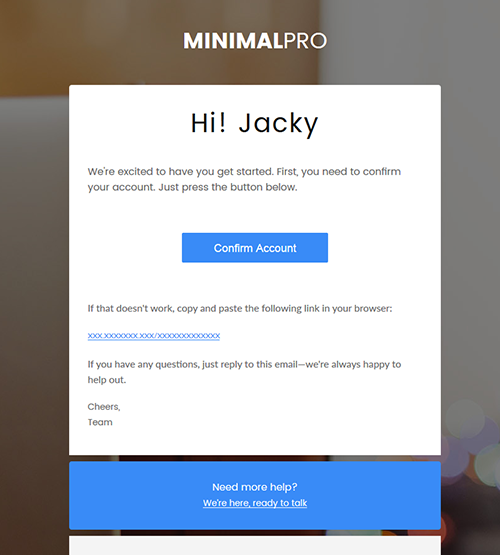 MINIMALPRO
Hi! Jacky
We're excited to have you get started. First, you need to confirm
your account. Just press the button below.
Confirm Account
If that doesn't work, copy and paste the following link in your browser:
xxx.xxxxxxx.xxx/xxxxxxxxxxxxx
If you have any questions, just reply to this email—we're always happy to
help out.
Cheers,
Team
Need more help?
We're here, ready to talk